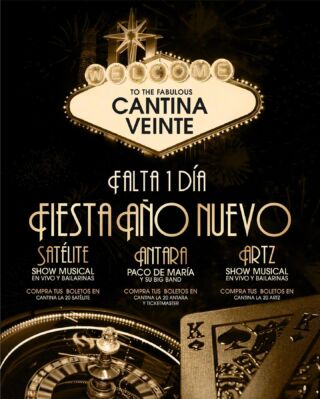 WELCOME
TO THE FABULOUS
CANTINA
VEINTE
FALTA 1 DÍA
FIESTA AÑO NUEVO
SATÉLITE
SHOW MUSICAL
EN VIVO Y BAILARINAS
COMPRA TUS BOLETOS EN
CANTINA LA 20 SATÉLITE
ANTARA
PACO DE MARÍA
Y SU BIG BAND
COMPRA TUS BOLETOS EN
CANTINA LA 20 ANTARA
Y TICKETMASTER
ARTZ
SHOW MUSICAL
EN VIVO Y BAILARINAS
COMPRA TUS BOLETOS EN
CANTINA LA 20 ARTZ
K